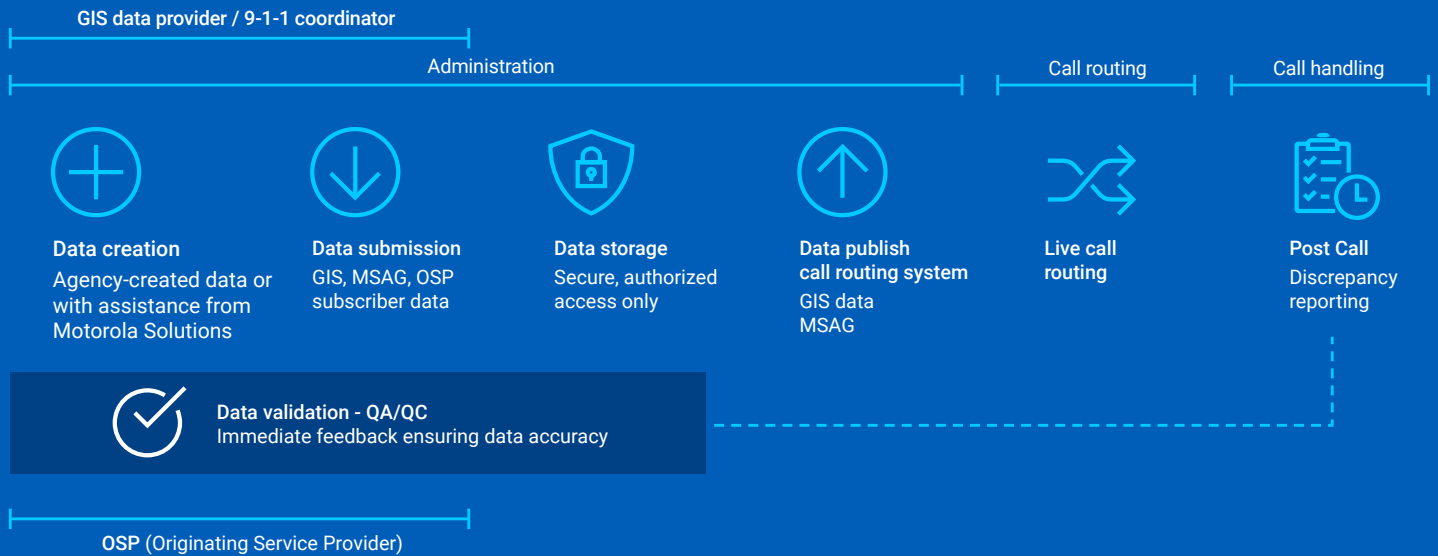 GIS data provider / 9-1-1 coordinator
Administration
Call routing
Call handling
Data creation
Agency-created data or
with assistance from
Motorola Solutions
Data submission
GIS, MSAG, OSP
subscriber data
Data storage
Secure, authorized
access only
Data publish
call routing system
GIS data
MSAG
Live call
routing
Post Call
Discrepancy
reporting
Data validation - QA/QC
Immediate feedback ensuring data accuracy
OSP (Originating Service Provider)